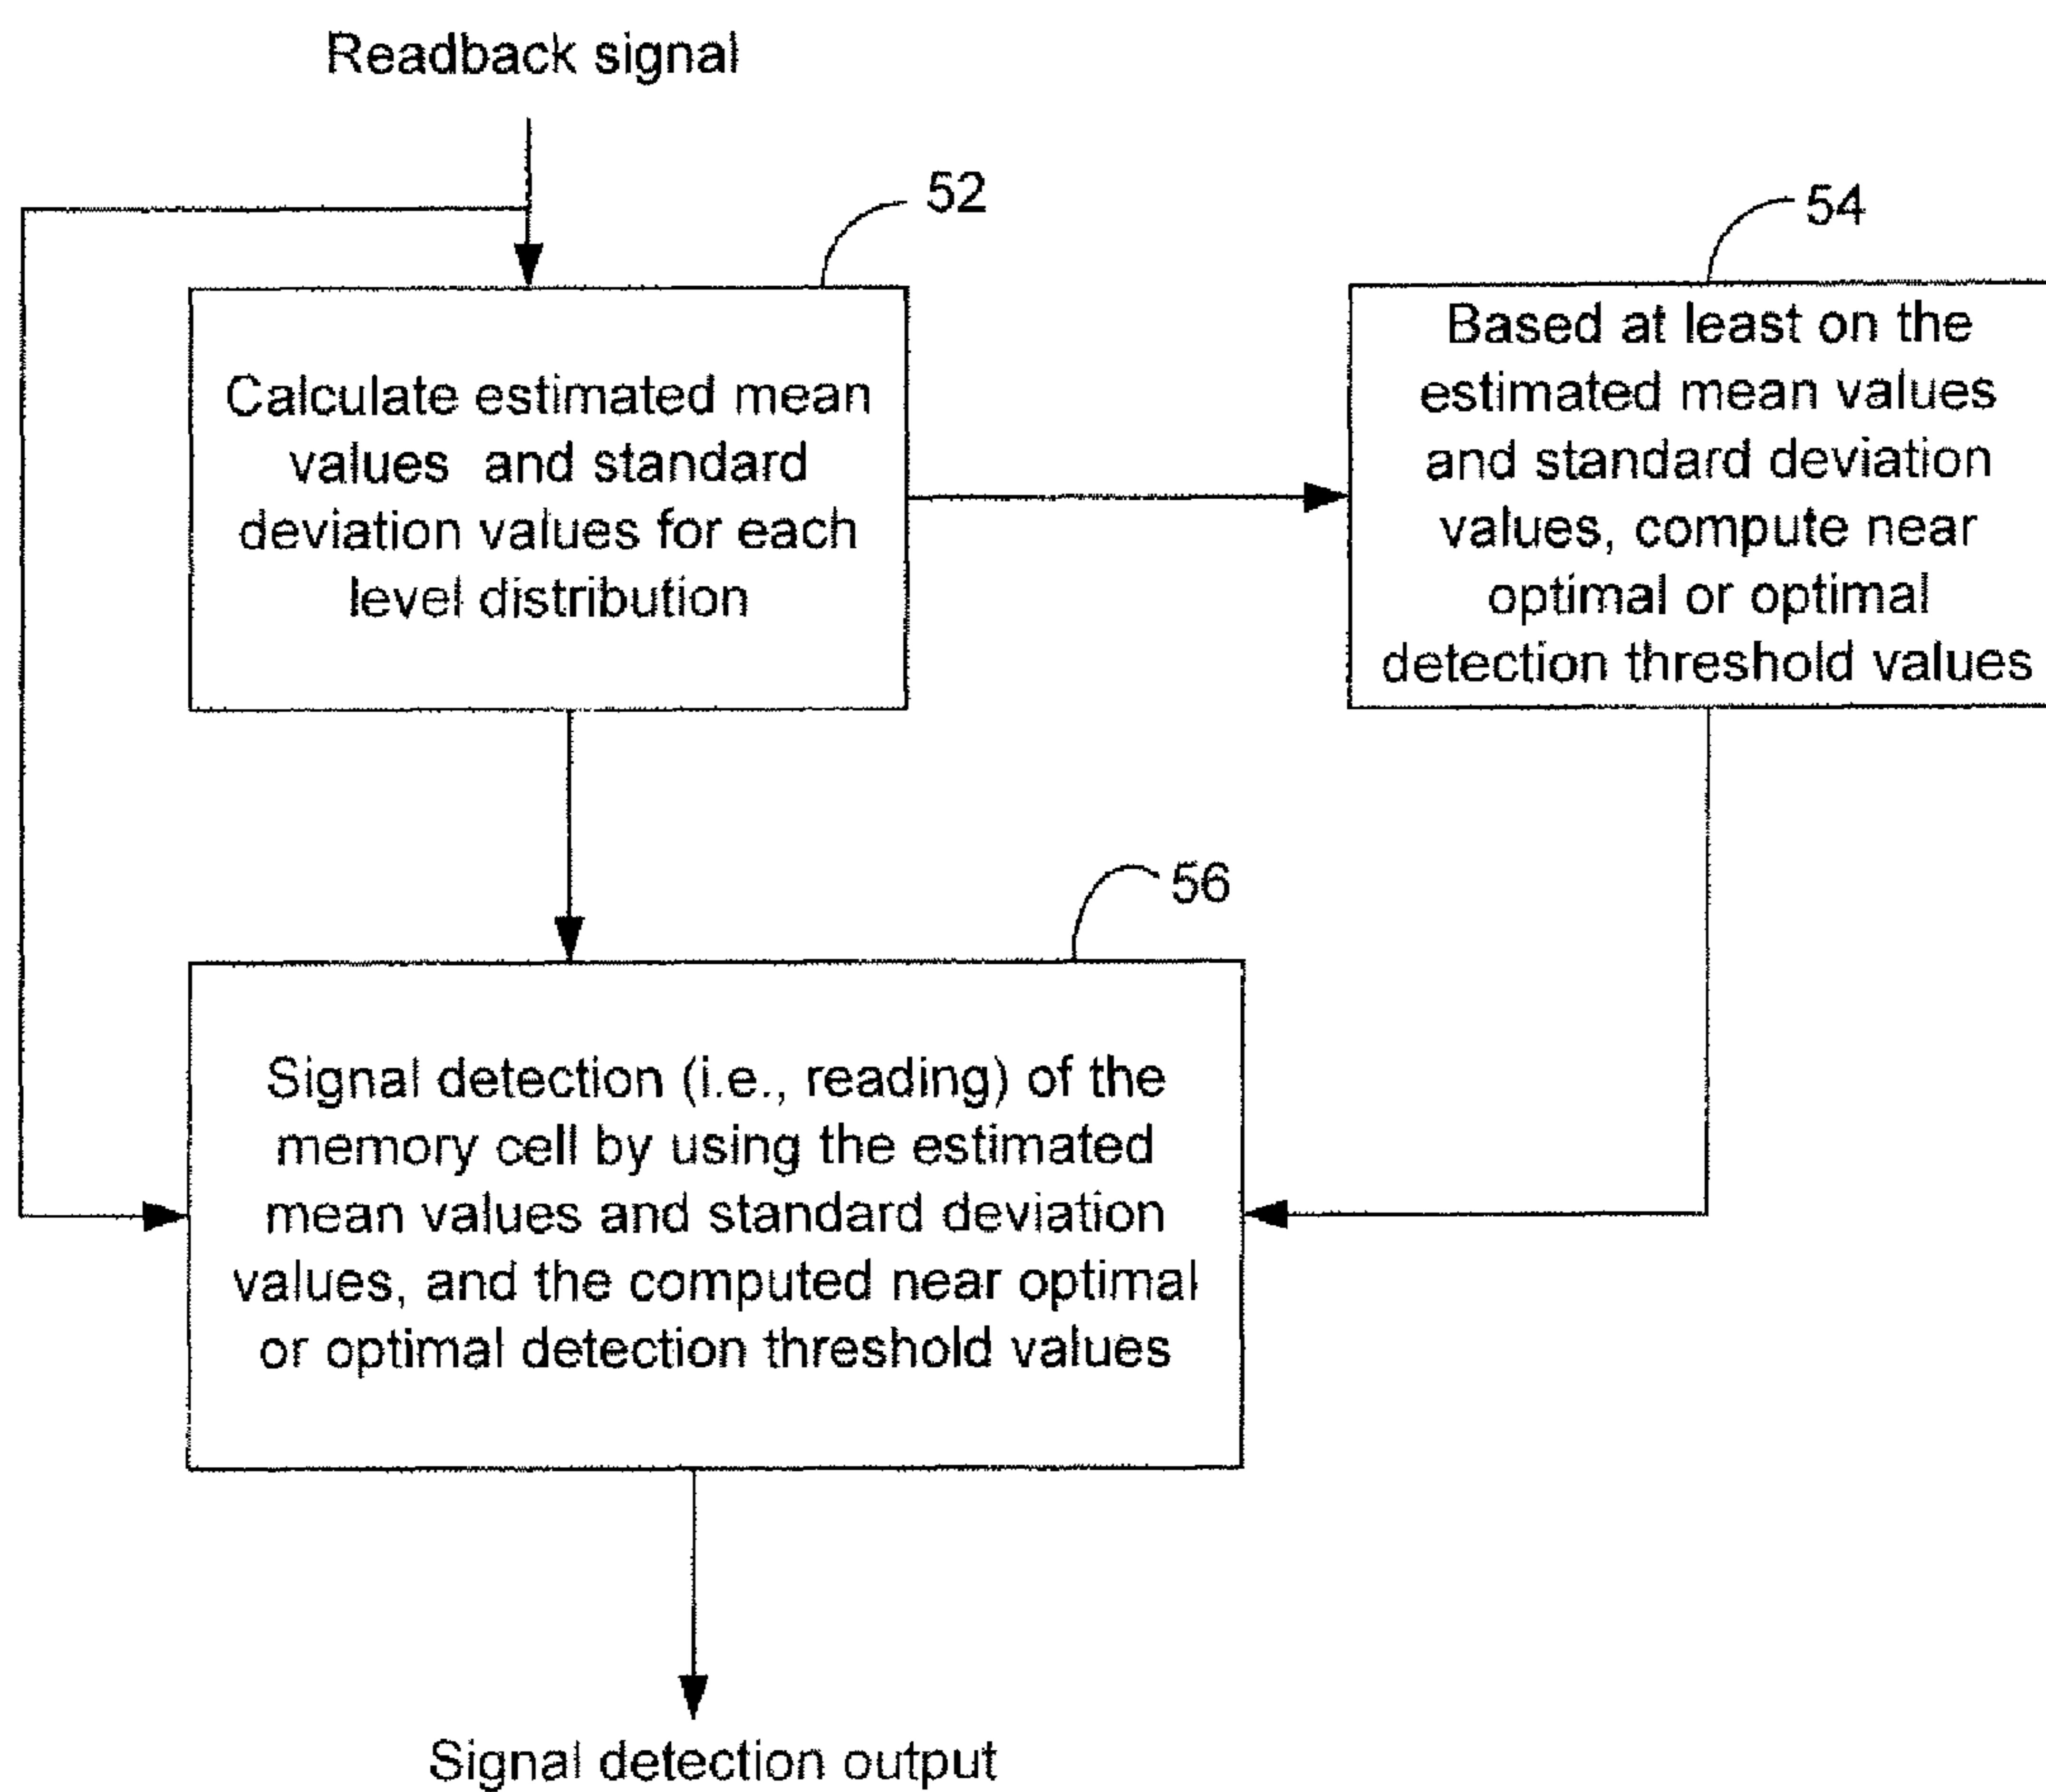 Readback signal
52
Calculate estimated mean
values and standard
deviation values for each
level distribution
54
Based at least on the
estimated mean values
and standard deviation
values, compute near
optimal or optimal
detection threshold values
56
Signal detection (i.e., reading) of the
memory cell by using the estimated
mean values and standard deviation
values, and the computed near optimal
or optimal detection threshold values
Signal detection output